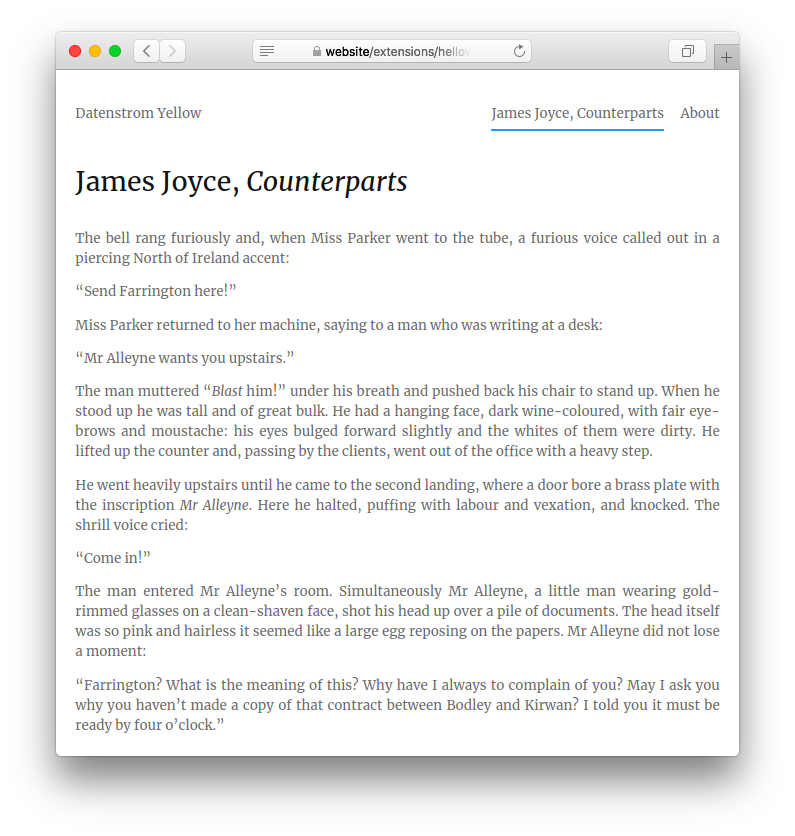 website/extensions/hellov
Datenstrom Yellow
James Joyce, Counterparts
About
James Joyce, Counterparts
The bell rang furiously and, when Miss Parker went to the tube, a furious voice called out in a
piercing North of Ireland accent:
“Send Farrington here!”
Miss Parker returned to her machine, saying to a man who was writing at a desk:
“Mr Alleyne wants you upstairs.”
The man muttered “Blast him!” under his breath and pushed back his chair to stand up. When he
stood up he was tall and of great bulk. He had a hanging face, dark wine-coloured, with fair eye-
brows and moustache: his eyes bulged forward slightly and the whites of them were dirty. He
lifted up the counter and, passing by the clients, went out of the office with a heavy step.
He went heavily upstairs until he came to the second landing, where a door bore a brass plate with
the inscription Mr Alleyne. Here he halted, puffing with labour and vexation, and knocked. The
shrill voice cried:
“Come in!”
The man entered Mr Alleyne’s room. Simultaneously Mr Alleyne, a little man wearing gold-
rimmed glasses on a clean-shaven face, shot his head up over a pile of documents. The head itself
was so pink and hairless it seemed like a large egg reposing on the papers. Mr Alleyne did not lose
a moment:
“Farrington? What is the meaning of this? Why have I always to complain of you? May I ask you
why you haven’t made a copy of that contract between Bodley and Kirwan? I told you it must be
ready by four o’clock.”